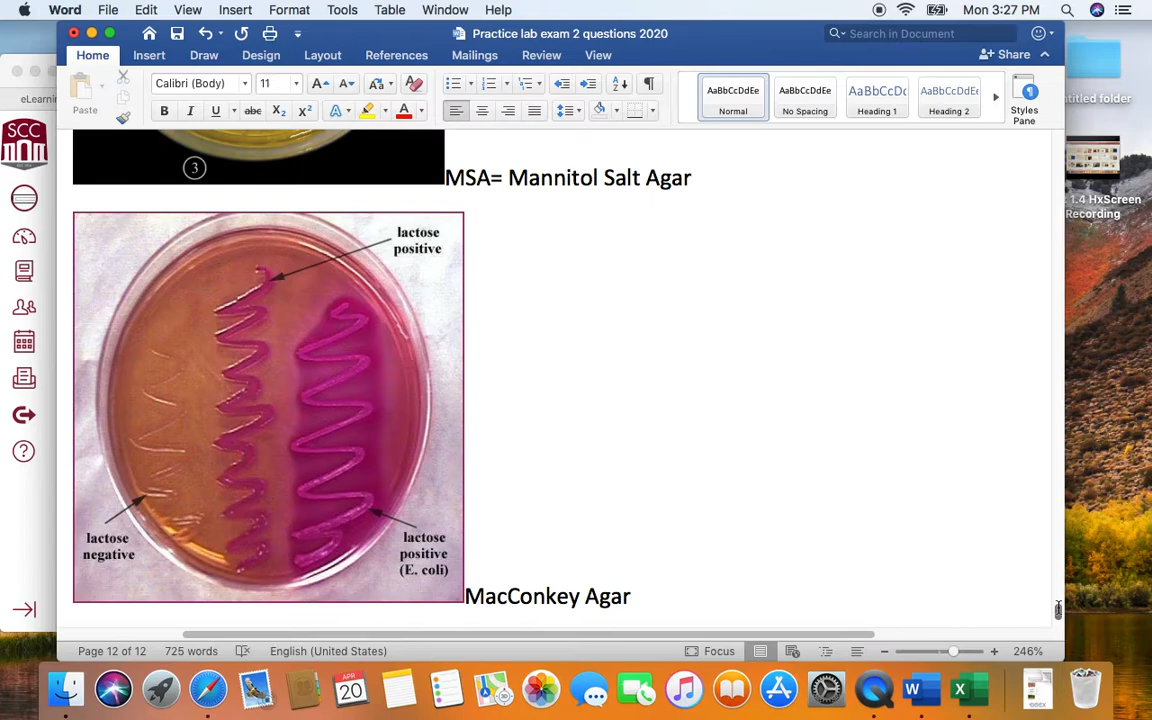 Word File Edit View Insert Format Tools Table Window Help Mon 3:27 PM
Practice lab exam 2 questions 2020
Search in Document
Home Insert Draw Design Layout References Mailings Review View
Share
eLearning
Paste
Calibri (Body) 11
AaBbCcDdEe AaBbCcDdEe AaBbCcDc AaBbCcDdEe
Normal No Spacing Heading 1 Heading 2
Styles
Pane
SCC
titled folder
1.4 HxScreen
Recording
3
MSA= Mannitol Salt Agar
lactose
positive
lactose
negative
lactose
positive
(E. coli)
MacConkey Agar
Page 12 of 12 725 words English (United States) Focus 246%
APR
20